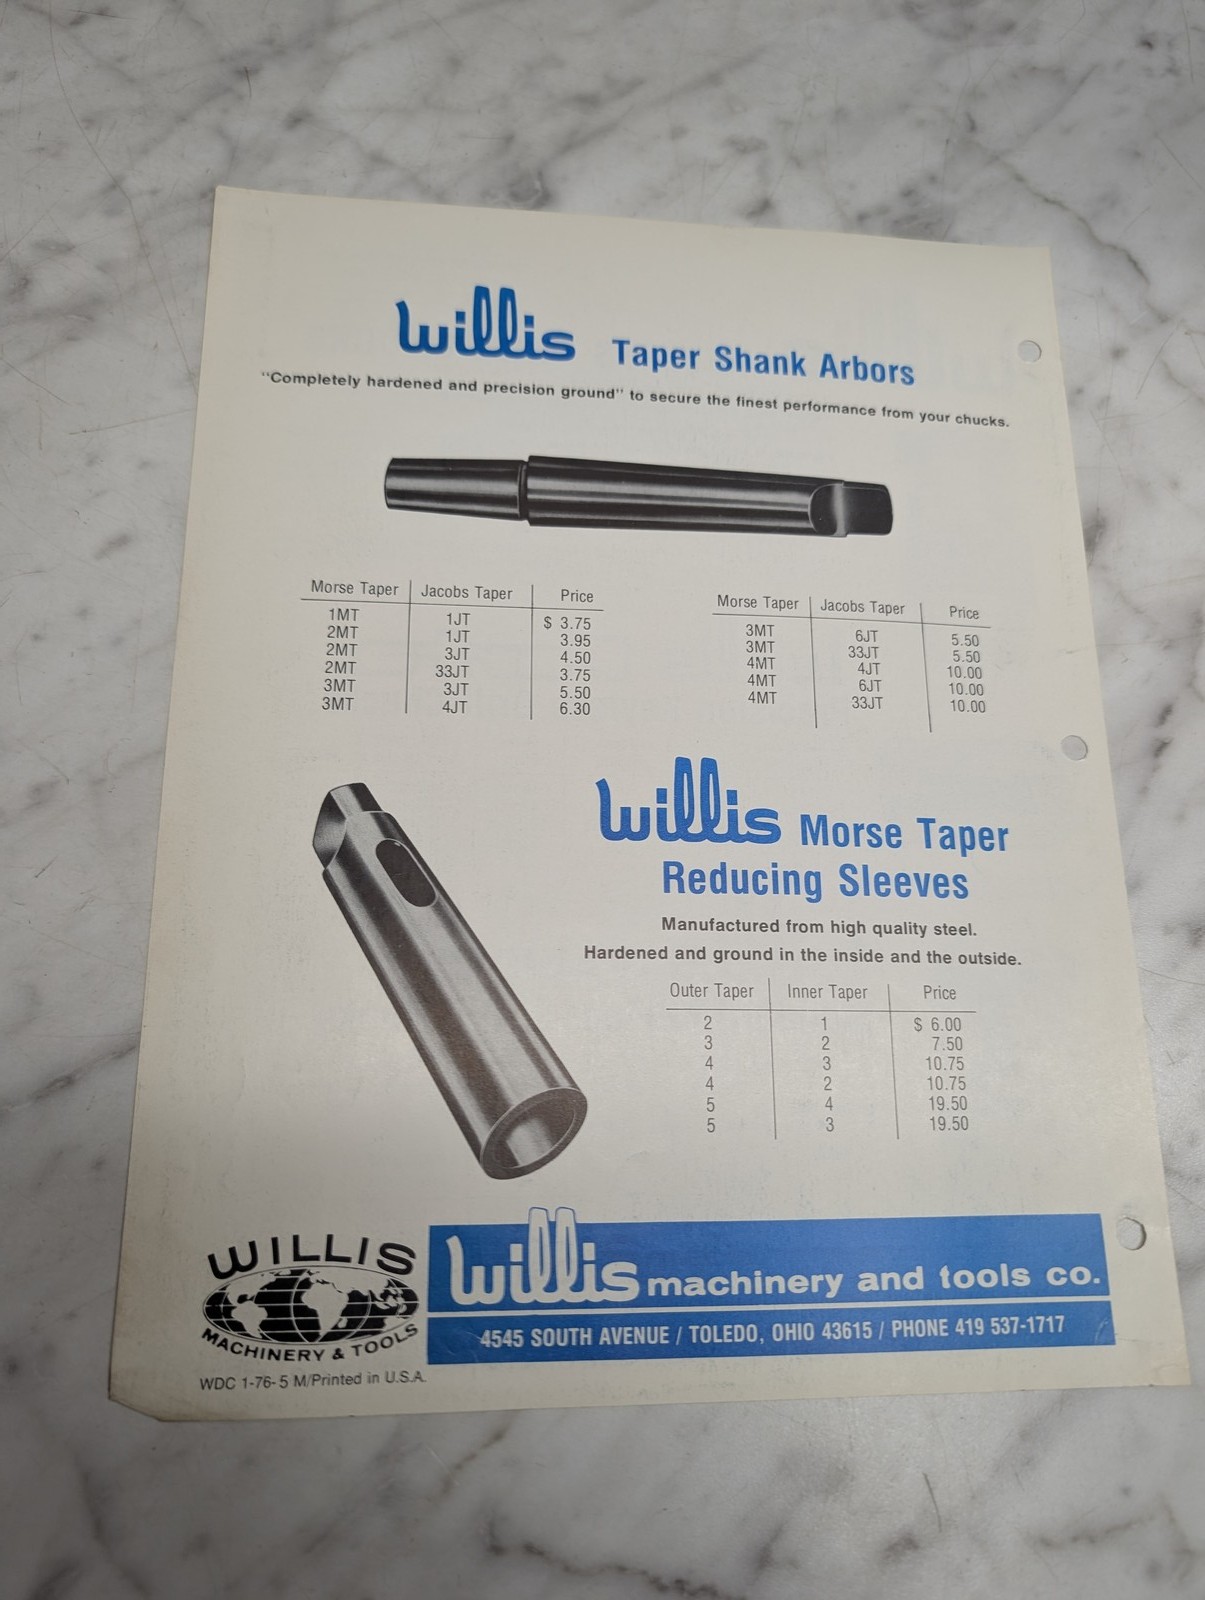 willis Taper Shank Arbors
"Completely hardened and precision ground" to secure the finest performance from your chucks.
Morse Taper Jacobs Taper Price
1MT 1JT $ 3.75
2MT 1JT 3.95
2MT 3JT 4.50
2MT 33JT 3.75
3MT 3JT 5.50
3MT 4JT 6.30
Morse Taper Jacobs Taper Price
3MT 6JT 5.50
3MT 33JT 5.50
4MT 4JT 10.00
4MT 6JT 10.00
4MT 33JT 10.00
willis Morse Taper
Reducing Sleeves
Manufactured from high quality steel.
Hardened and ground in the inside and the outside.
Outer Taper Inner Taper Price
2 1 $ 6.00
3 2 7.50
4 3 10.75
4 2 10.75
5 4 19.50
5 3 19.50
WILLIS
MACHINERY & TOOLS
willis machinery and tools co.
4545 SOUTH AVENUE / TOLEDO, OHIO 43615 / PHONE 419 537-1717
WDC 1-76-5 M/Printed in U.S.A.